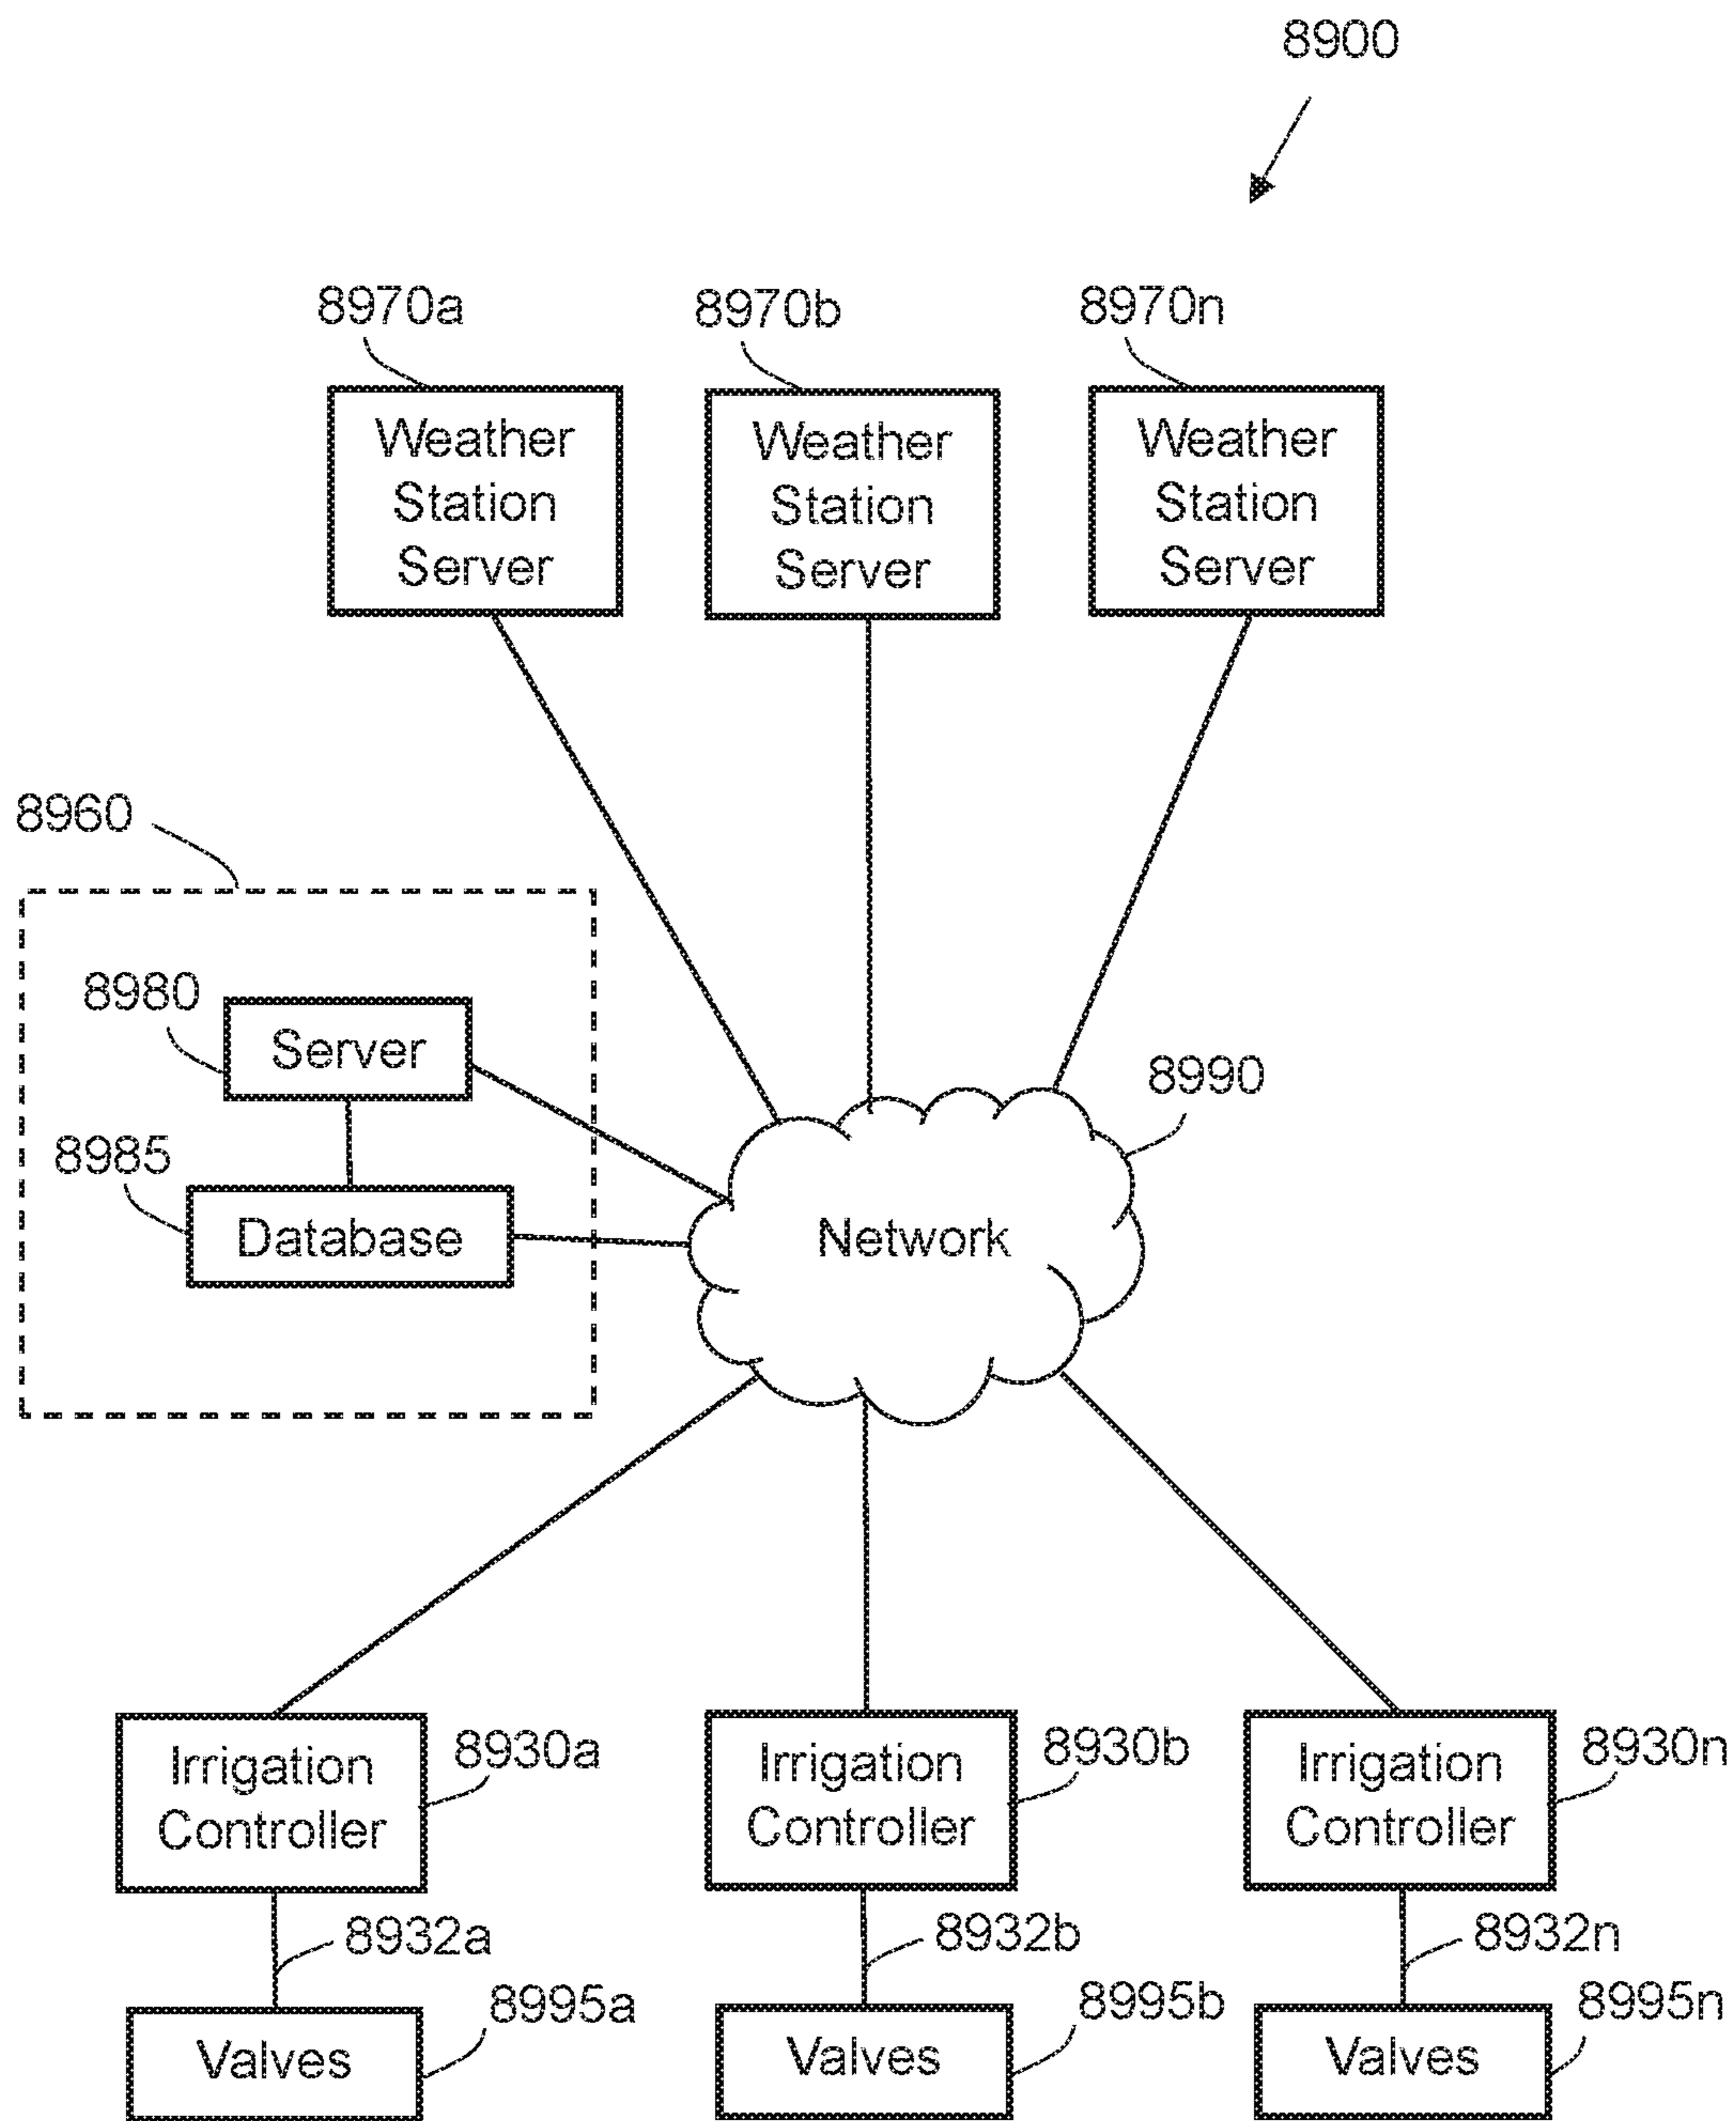 8900
8970a
8970b
8970n
Weather
Station
Server
Weather
Station
Server
Weather
Station
Server
8960
8980
Server
8990
8985
Database
Network
Irrigation
Controller
8930a
Irrigation
Controller
8930b
Irrigation
Controller
8930n
8932a
8932b
8932n
Valves
8995a
Valves
8995b
Valves
8995n